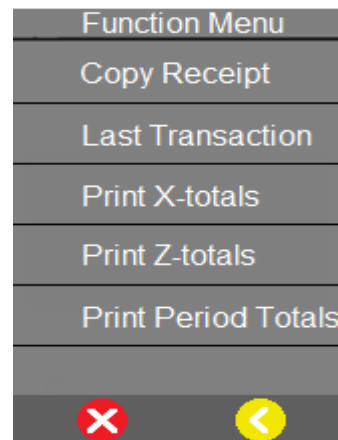 Function Menu
Copy Receipt
Last Transaction
Print X-totals
Print Z-totals
Print Period Totals